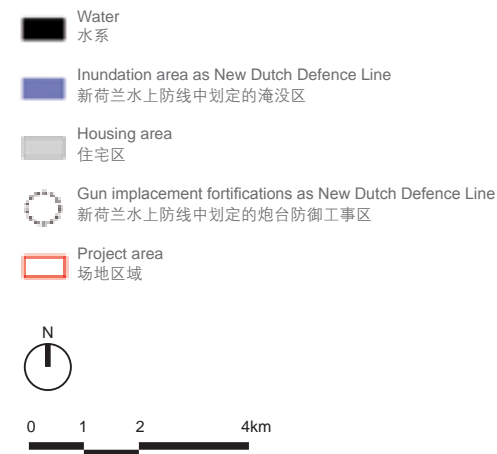 Water
水系
Inundation area as New Dutch Defence Line
新荷兰水上防线中划定的淹没区
Housing area
住宅区
Gun implacement fortifications as New Dutch Defence Line
新荷兰水上防线中划定的炮台防御工事区
Project area
场地区域
N
0 1 2 4km